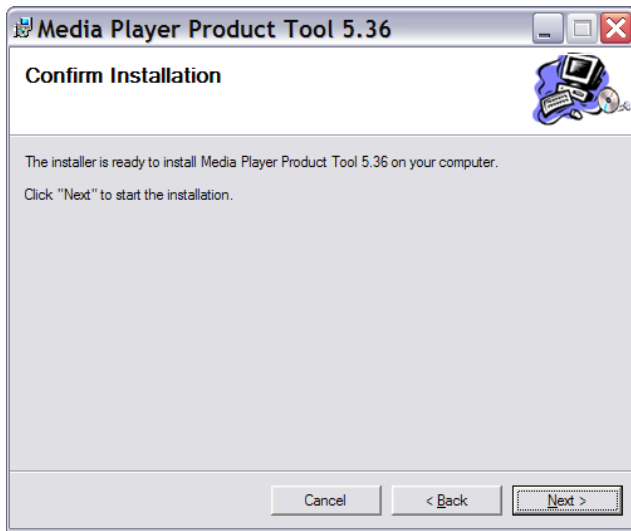 Media Player Product Tool 5.36
Confirm Installation
The installer is ready to install Media Player Product Tool 5.36 on your computer.
Click "Next" to start the installation.
Cancel
< Back
Next >